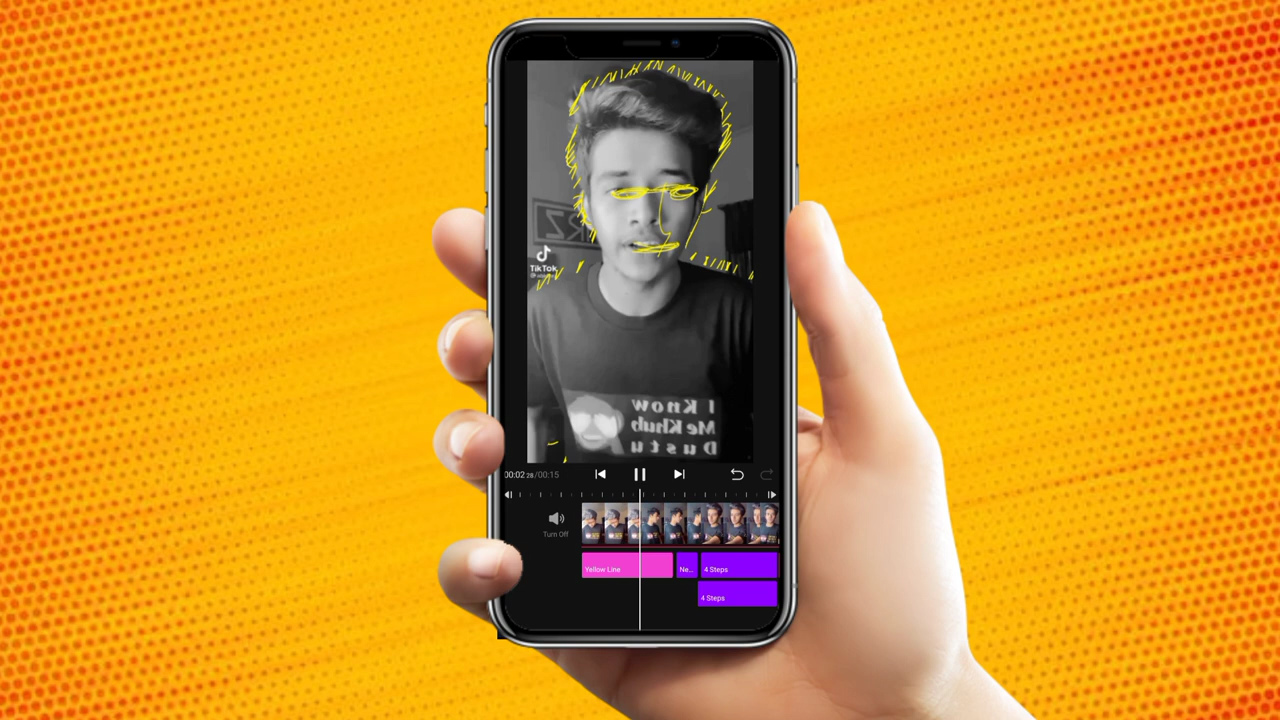 TikTok
I Know
Me Khub
Dustu
00:02 28/00:15
Turn Off
Yellow Line
Ne...
4 Steps
4 Steps